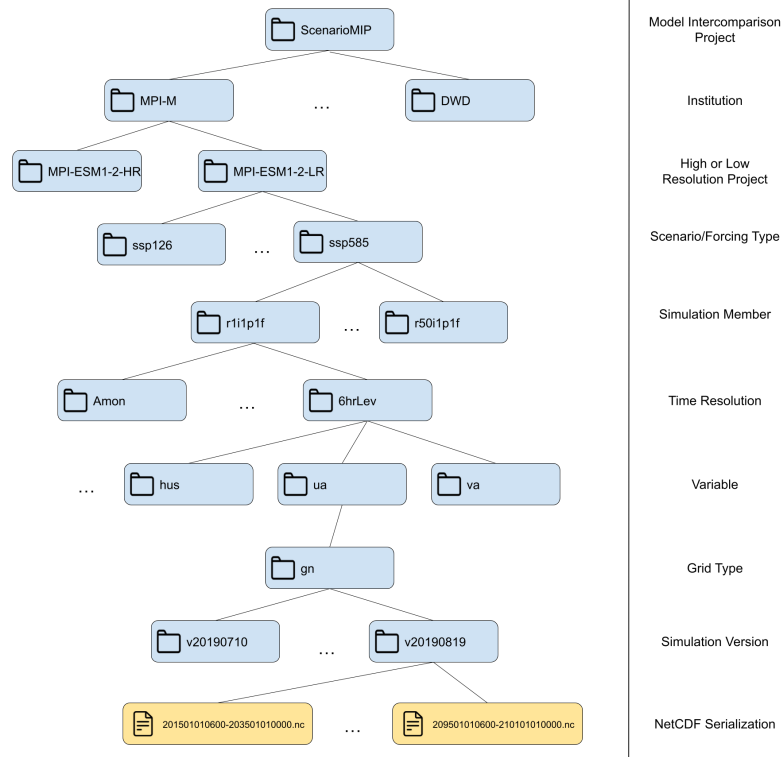 ScenarioMIP
Model Intercomparison
Project
MPI-M
...
DWD
Institution
MPI-ESM1-2-HR
MPI-ESM1-2-LR
High or Low
Resolution Project
ssp126
...
ssp585
Scenario/Forcing Type
r1i1p1f
...
r50i1p1f
Simulation Member
Amon
...
6hrLev
Time Resolution
...
hus
ua
va
Variable
gn
Grid Type
v20190710
...
v20190819
Simulation Version
201501010600-203501010000.nc
...
209501010600-210101010000.nc
NetCDF Serialization